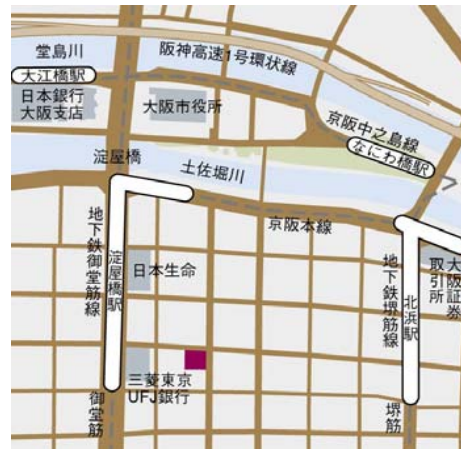 堂島川
阪神高速1号環状線
大江橋駅
日本銀行
大阪支店
大阪市役所
京阪中之島線
なにわ橋駅
淀屋橋
土佐堀川
京阪本線
地下鉄御堂筋線
淀屋橋駅
日本生命
地下鉄堺筋線
北浜駅
大阪証券
取引所
三菱東京
UFJ銀行
御堂筋
堺筋